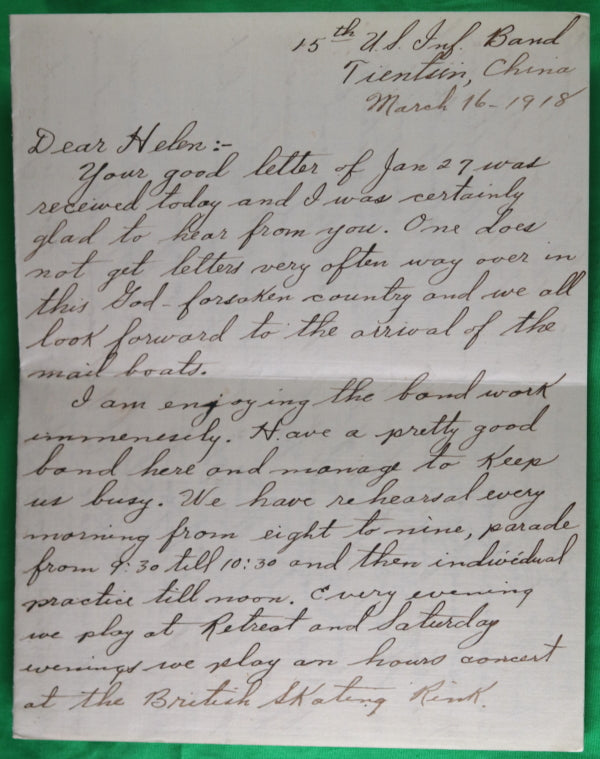 15th U.S. Inf. Band
Tientsin, China
March 16-1918
Dear Helen:-
Your good letter of Jan 27 was
received today and I was certainly
glad to hear from you. One does
not get letters very often way over in
this God-forsaken country and we all
look forward to the arrival of the
mail boats.
I am enjoying the band work
immenesily. Have a pretty good
band here and manage to keep
us busy. We have rehearsal every
morning from eight to nine, parade
from 9:30 till 10:30 and then individual
practice till noon. Every evening
we play at Retreat and Saturday
evenings we play an hours concert
at the British Skating Rink.